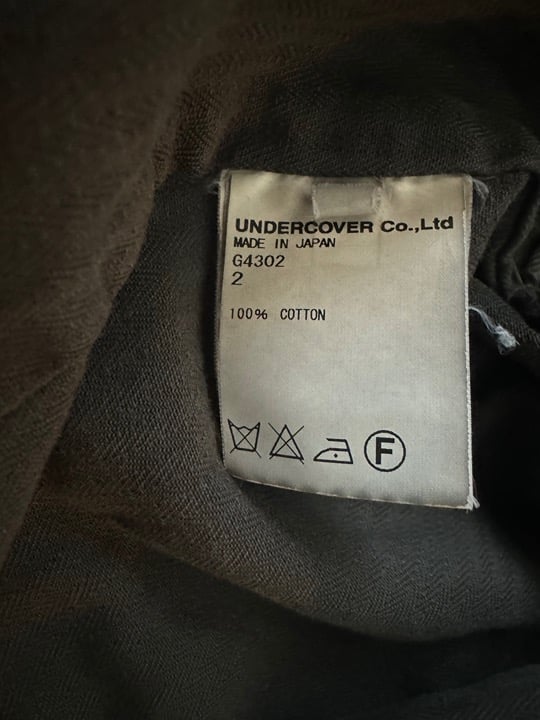 UNDERCOVER Co.,Ltd
MADE IN JAPAN
G4302
2
100% COTTON
F